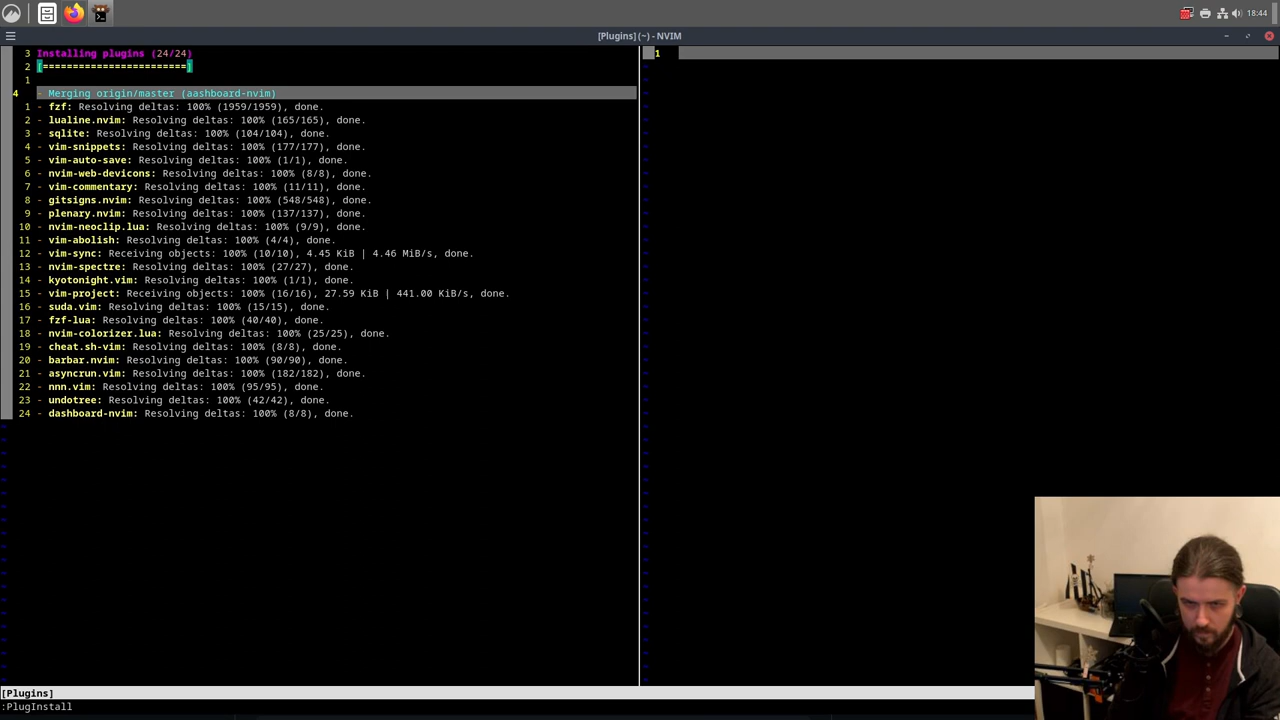 18:44
[Plugins] (~) - NVIM
3 Installing plugins (24/24)
2 [========================]
1
4 - Merging origin/master (aashboard-nvim)
1 - fzf: Resolving deltas: 100% (1959/1959), done.
2 - lualine.nvim: Resolving deltas: 100% (165/165), done.
3 - sqlite: Resolving deltas: 100% (104/104), done.
4 - vim-snippets: Resolving deltas: 100% (177/177), done.
5 - vim-auto-save: Resolving deltas: 100% (1/1), done.
6 - nvim-web-devicons: Resolving deltas: 100% (8/8), done.
7 - vim-commentary: Resolving deltas: 100% (11/11), done.
8 - gitsigns.nvim: Resolving deltas: 100% (548/548), done.
9 - plenary.nvim: Resolving deltas: 100% (137/137), done.
10 - nvim-neoclip.lua: Resolving deltas: 100% (9/9), done.
11 - vim-abolish: Resolving deltas: 100% (4/4), done.
12 - vim-sync: Receiving objects: 100% (10/10), 4.45 KiB | 4.46 MiB/s, done.
13 - nvim-spectre: Resolving deltas: 100% (27/27), done.
14 - kyotonight.vim: Resolving deltas: 100% (1/1), done.
15 - vim-project: Receiving objects: 100% (16/16), 27.59 KiB | 441.00 KiB/s, done.
16 - suda.vim: Resolving deltas: 100% (15/15), done.
17 - fzf-lua: Resolving deltas: 100% (40/40), done.
18 - nvim-colorizer.lua: Resolving deltas: 100% (25/25), done.
19 - cheat.sh-vim: Resolving deltas: 100% (8/8), done.
20 - barbar.nvim: Resolving deltas: 100% (90/90), done.
21 - asyncrun.vim: Resolving deltas: 100% (182/182), done.
22 - nnn.vim: Resolving deltas: 100% (95/95), done.
23 - undotree: Resolving deltas: 100% (42/42), done.
24 - dashboard-nvim: Resolving deltas: 100% (8/8), done.
1
[Plugins]
:PlugInstall